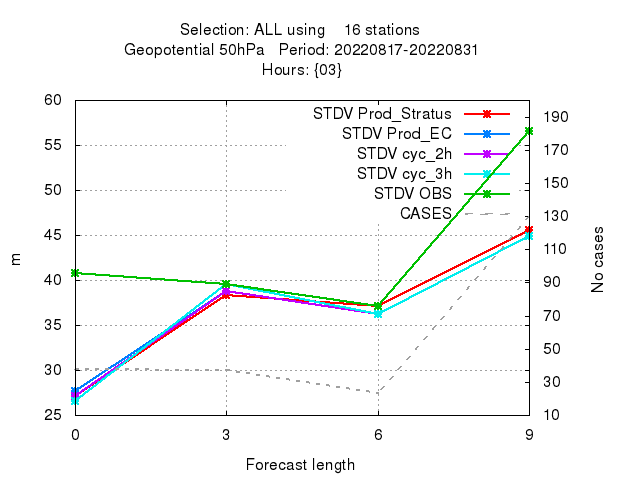 Selection: ALL using    16 stations
Geopotential 50hPa   Period: 20220817-20220831
Hours: {03}
STDV Prod_Stratus
STDV Prod_EC
STDV cyc_2h
STDV cyc_3h
STDV OBS
CASES
60
55
50
45
40
35
30
25
m
190
170
150
130
110
90
70
50
30
10
No cases
0 3 6 9
Forecast length